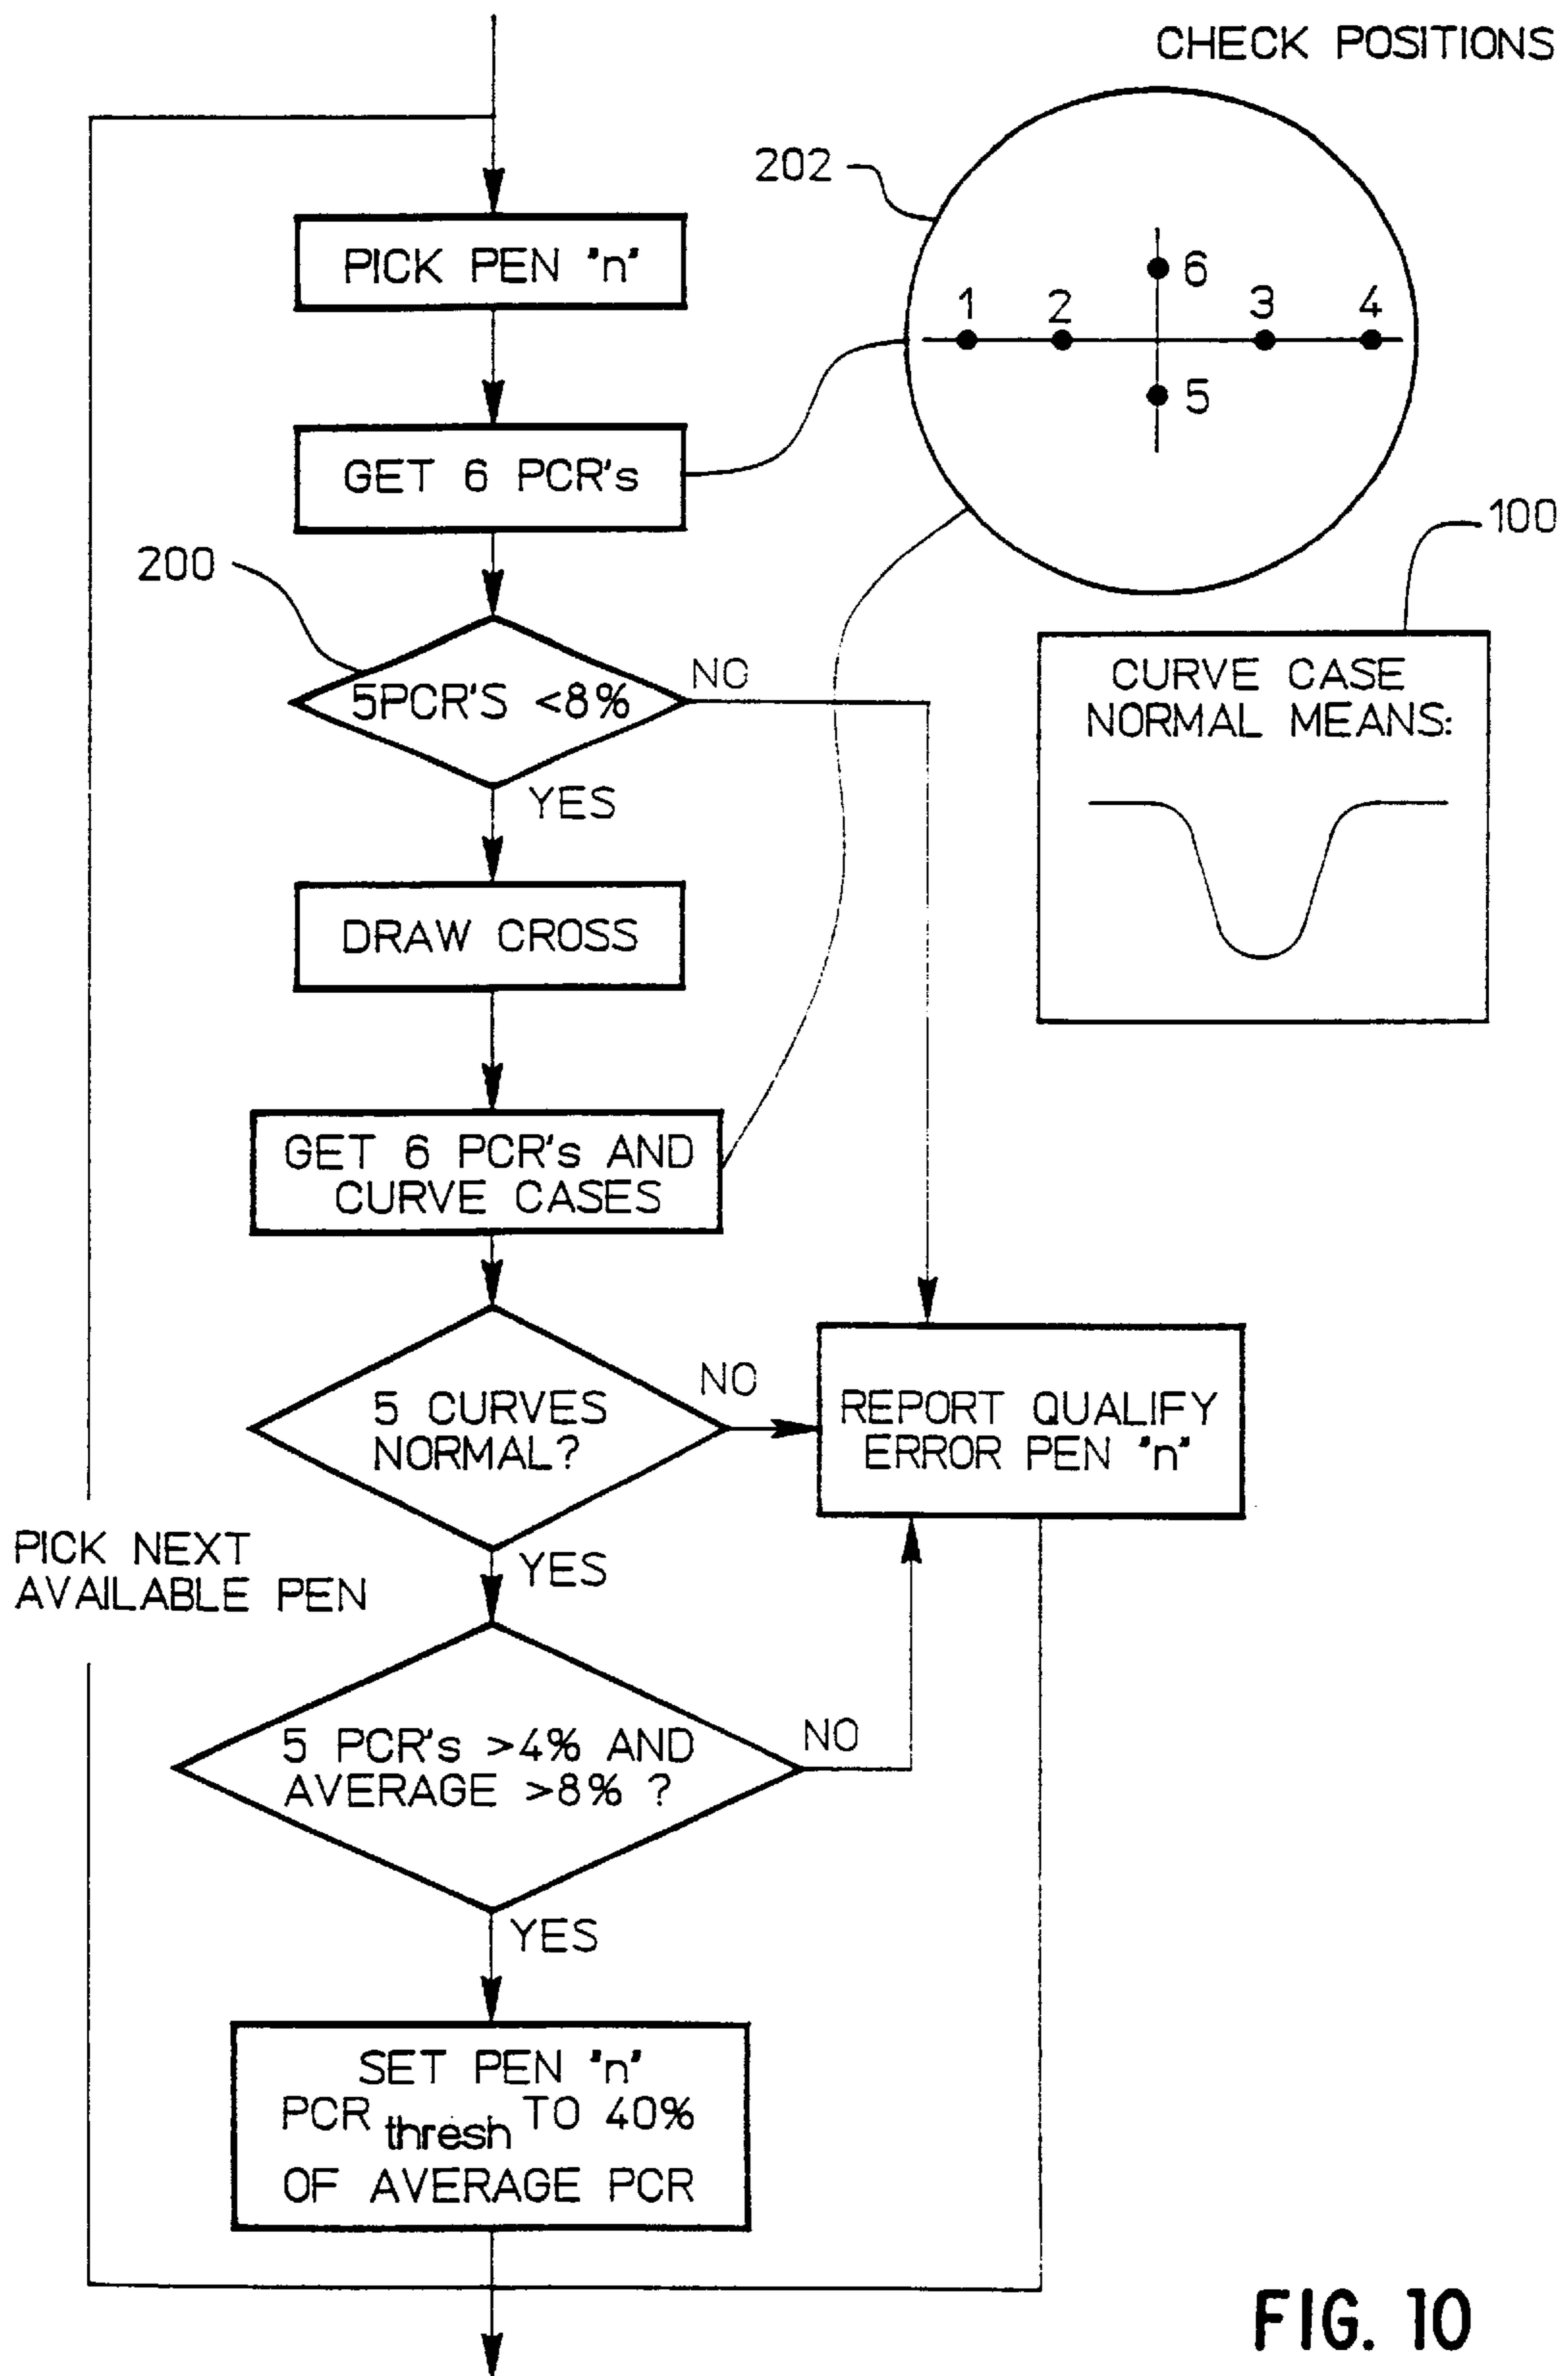 CHECK POSITIONS
202
PICK PEN "n"
6
1
2
3
4
5
GET 6 PCR's
100
200
CURVE CASE
NORMAL MEANS:
5PCR'S <8%
NO
YES
DRAW CROSS
GET 6 PCR's AND
CURVE CASES
5 CURVES
NORMAL?
NO
REPORT QUALIFY
ERROR PEN "n"
YES
PICK NEXT
AVAILABLE PEN
5 PCR's >4% AND
AVERAGE >8% ?
NO
YES
SET PEN "n"
PCR thresh TO 40%
OF AVERAGE PCR
FIG. 10